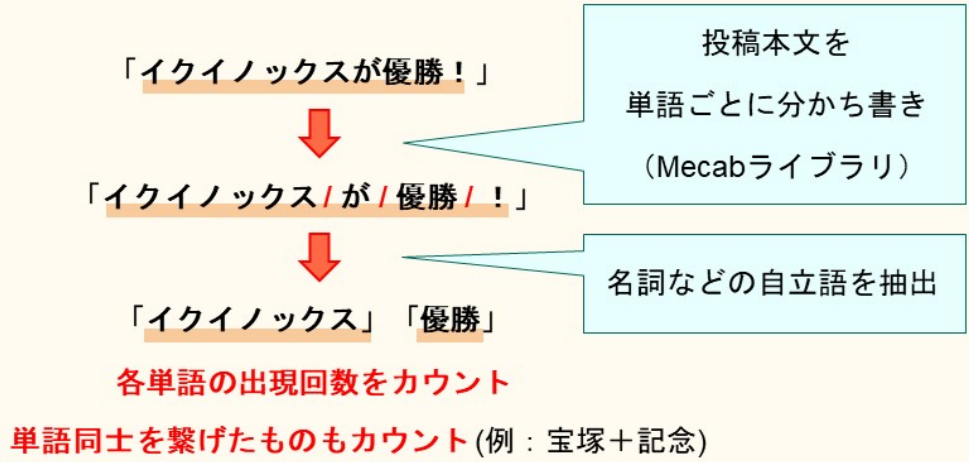 「イクイノックスが優勝！」
投稿本文を
単語ごとに分かち書き
（Mecabライブラリ）
「イクイノックス/が/優勝/！」
名詞などの自立語を抽出
「イクイノックス」「優勝」
各単語の出現回数をカウント
単語同士を繋げたものもカウント(例：宝塚＋記念)